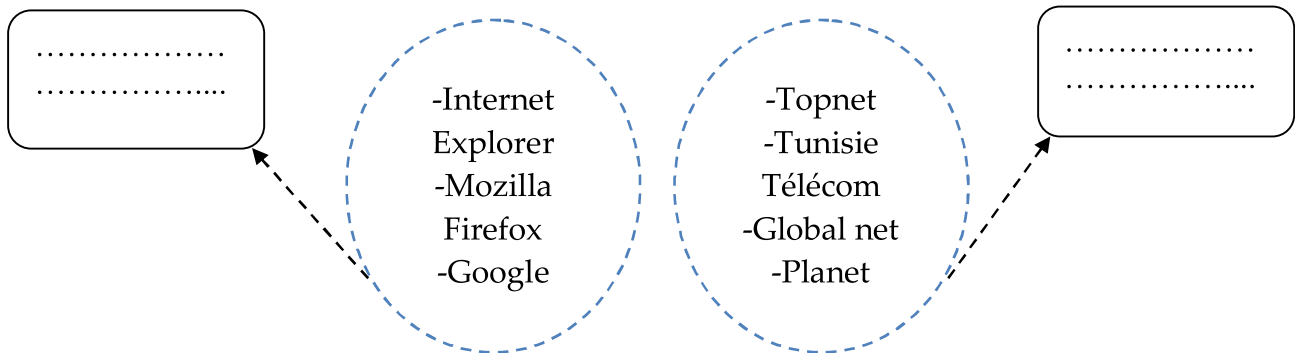 ………………
……………....
-Internet
Explorer
-Mozilla
Firefox
-Google
-Topnet
-Tunisie
Télécom
-Global net
-Planet
………………
……………....